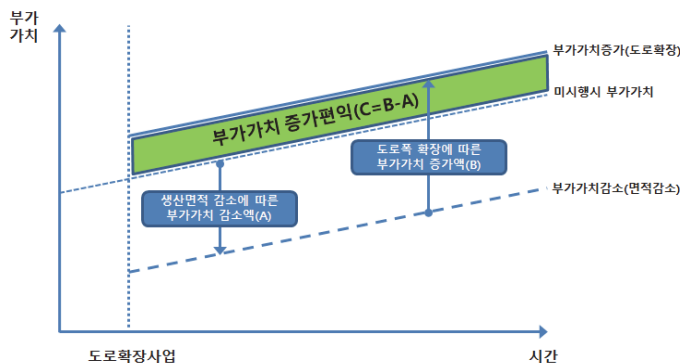 부가
가치
부가가치증가(도로확장)
미시행시 부가가치
부가가치 증가편익(C=B-A)
도로폭 확장에 따른
부가가치 증가액(B)
생산면적 감소에 따른
부가가치 감소액(A)
부가가치감소(면적감소)
도로확장사업
시간